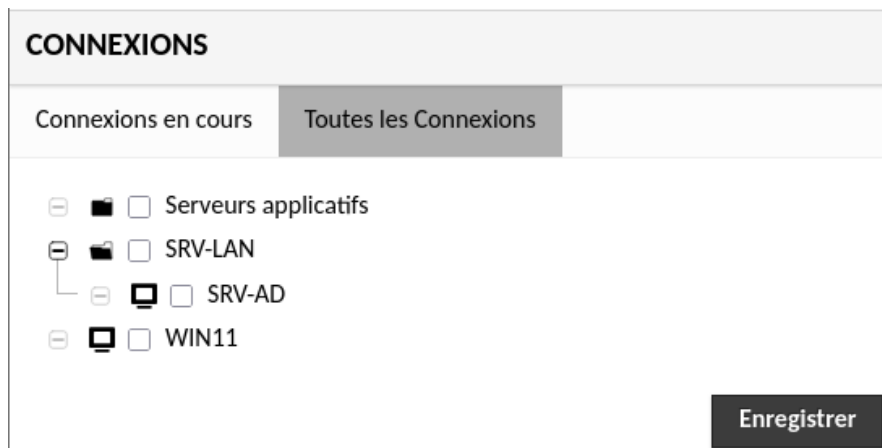 CONNEXIONS
Connexions en cours
Toutes les Connexions
Serveurs applicatifs
SRV-LAN
SRV-AD
WIN11
Enregistrer